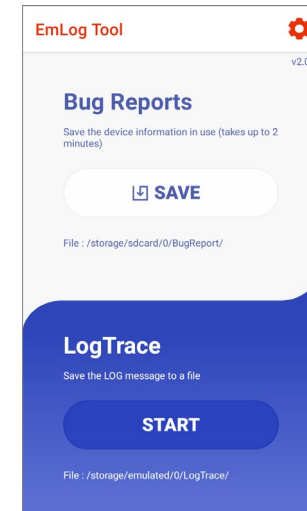 EmLog Tool
v2.0
Bug Reports
Save the device information in use (takes up to 2
minutes)
SAVE
File : /storage/sdcard/0/BugReport/
LogTrace
Save the LOG message to a file
START
File : /storage/emulated/0/LogTrace/